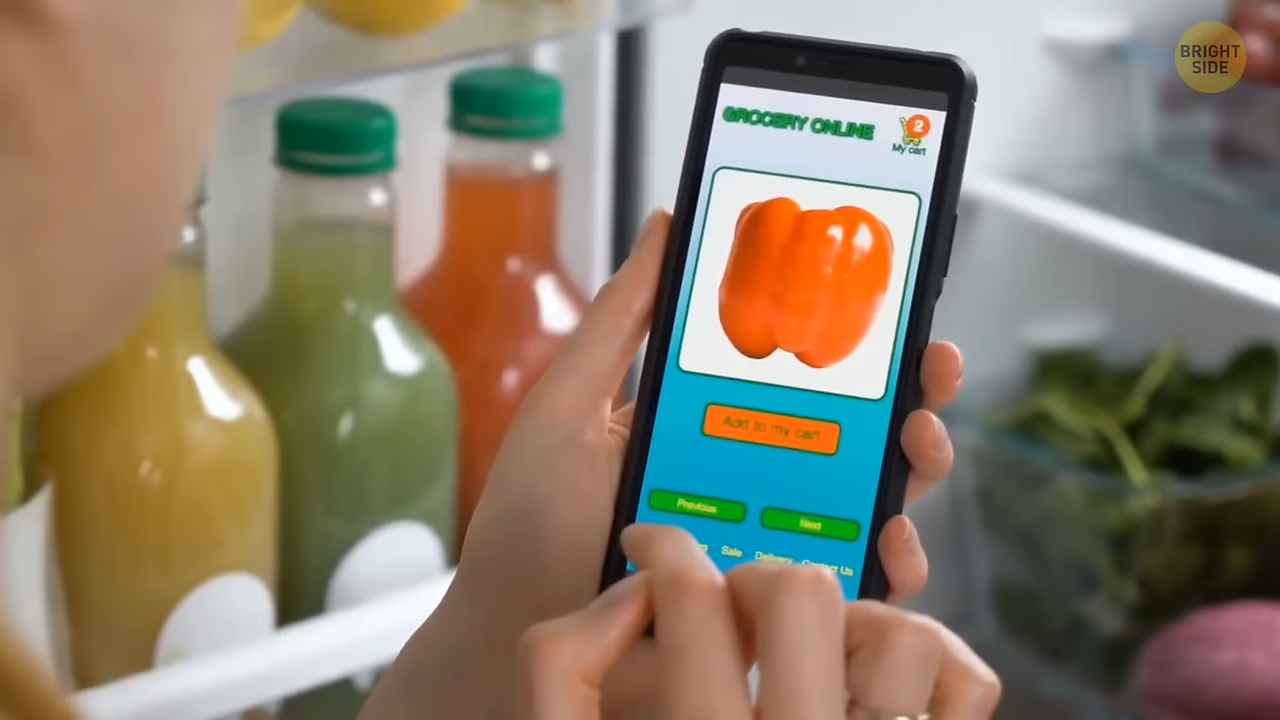 BRIGHT
SIDE
GROCERY ONLINE
2
My cart
Add to my cart
Previous
Next
Sale
Delivery
Contact Us